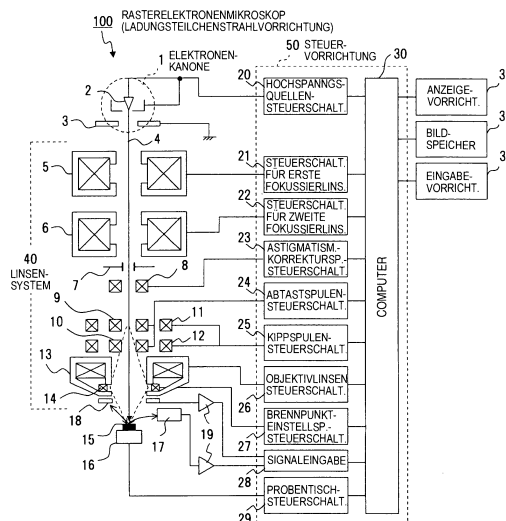 100
RASTERELEKTRONENMIKROSKOP
(LADUNGSTEILCHENSTRAHLVORRICHTUNG)
1
ELEKTRONEN-
KANONE
2
3
4
5
6
40
LINSEN-
SYSTEM
7
8
9
10
11
12
13
14
18
15
16
17
19
50 STEUER-
VORRICHTUNG
30
20
HOCHSPANNGS-
QUELLEN-
STEUERSCHALT.
21
STEUERSCHALT.
FÜR ERSTE
FOKUSSIERLINS.
22
STEUERSCHALT.
FÜR ZWEITE
FOKUSSIERLINS.
23
ASTIGMATISM.-
KORREKTURSP.-
STEUERSCHALT.
24
ABTASTSPULEN-
STEUERSCHALT.
25
KIPPSPULEN-
STEUERSCHALT.
OBJEKTIVLINSEN
STEUERSCHALT.
26
BRENNPUNKT-
EINSTELLSP.-
STEUERSCHALT.
27
SIGNALEINGABE
28
PROBENTISCH-
STEUERSCHALT.
29
COMPUTER
3
ANZEIGE-
VORRICHT.
3
BILD-
SPEICHER
3
EINGABE-
VORRICHT.